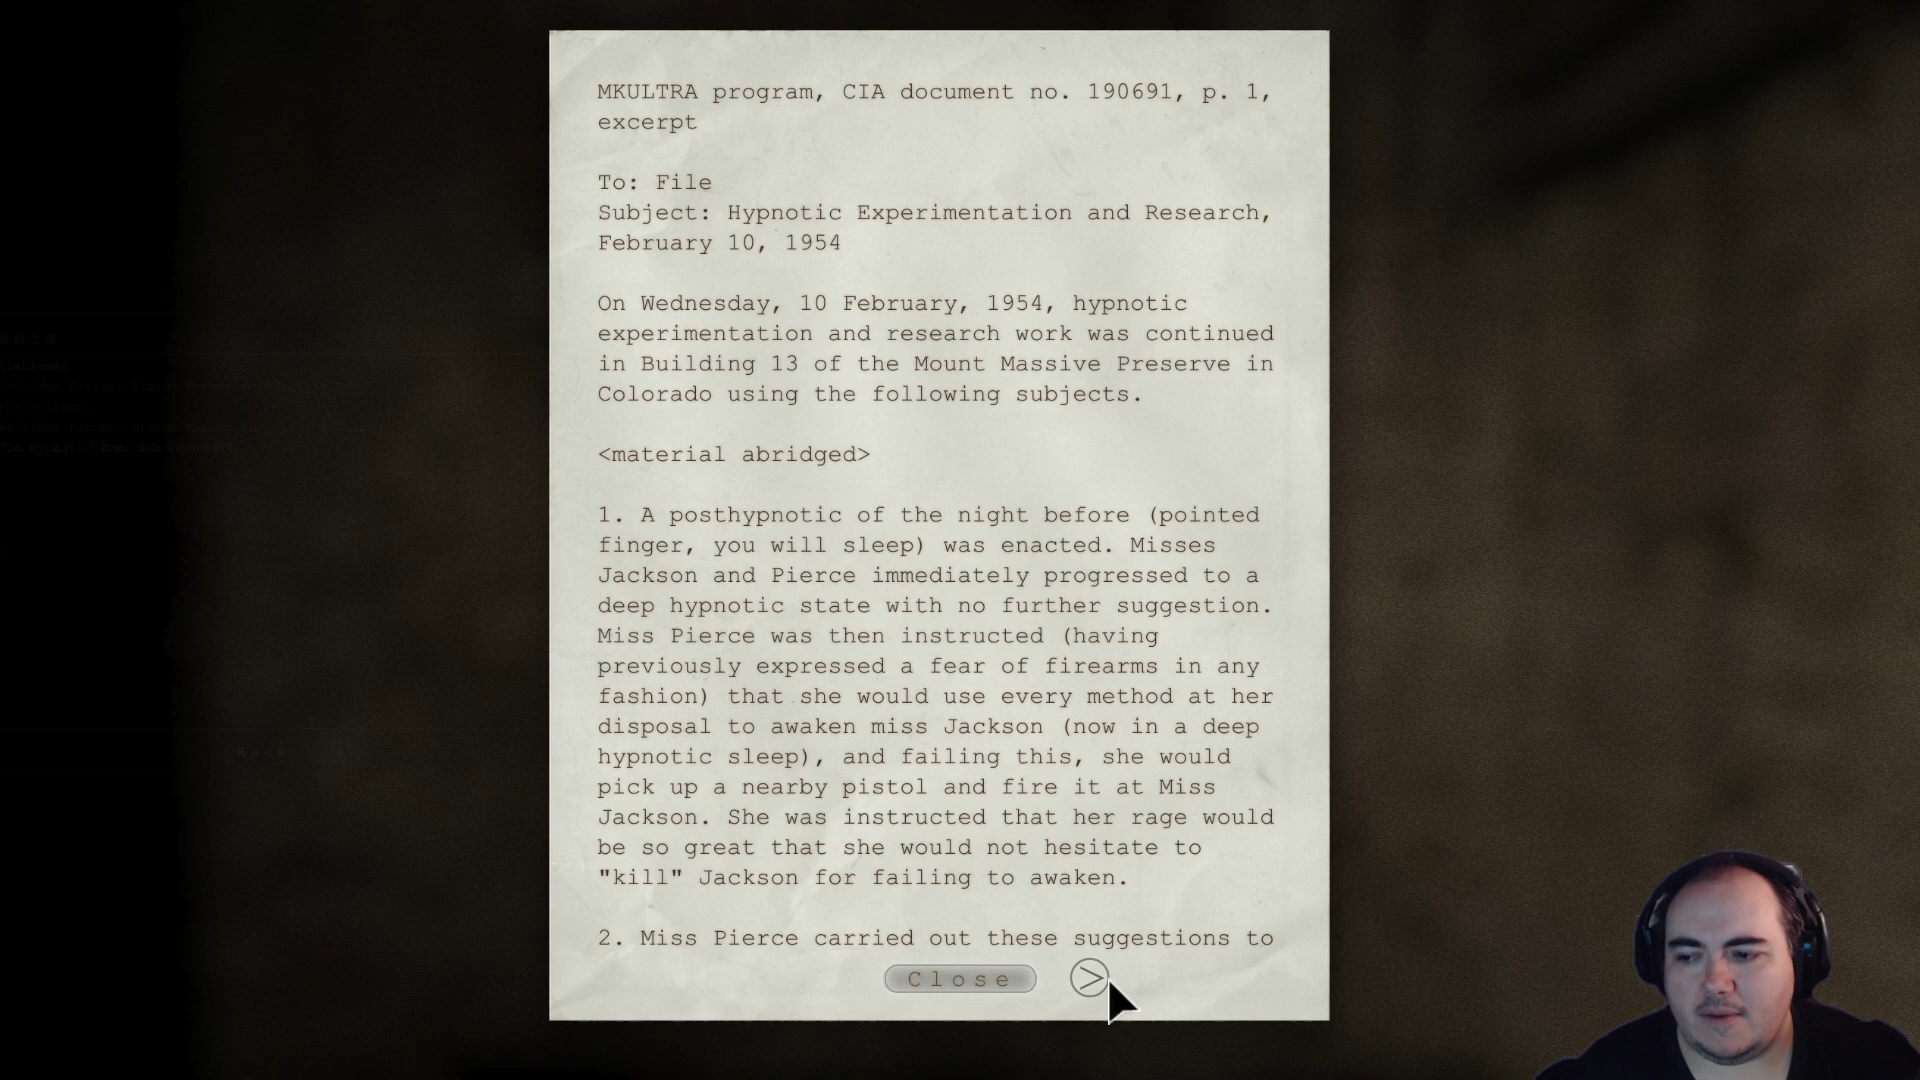 MKULTRA program, CIA document no. 190691, p. 1,
excerpt
To: File
Subject: Hypnotic Experimentation and Research,
February 10, 1954
On Wednesday, 10 February, 1954, hypnotic
experimentation and research work was continued
in Building 13 of the Mount Massive Preserve in
Colorado using the following subjects.
<material abridged>
1. A posthypnotic of the night before (pointed
finger, you will sleep) was enacted. Misses
Jackson and Pierce immediately progressed to a
deep hypnotic state with no further suggestion.
Miss Pierce was then instructed (having
previously expressed a fear of firearms in any
fashion) that she would use every method at her
disposal to awaken miss Jackson (now in a deep
hypnotic sleep), and failing this, she would
pick up a nearby pistol and fire it at Miss
Jackson. She was instructed that her rage would
be so great that she would not hesitate to
"kill" Jackson for failing to awaken.
2. Miss Pierce carried out these suggestions to
Close >
Back